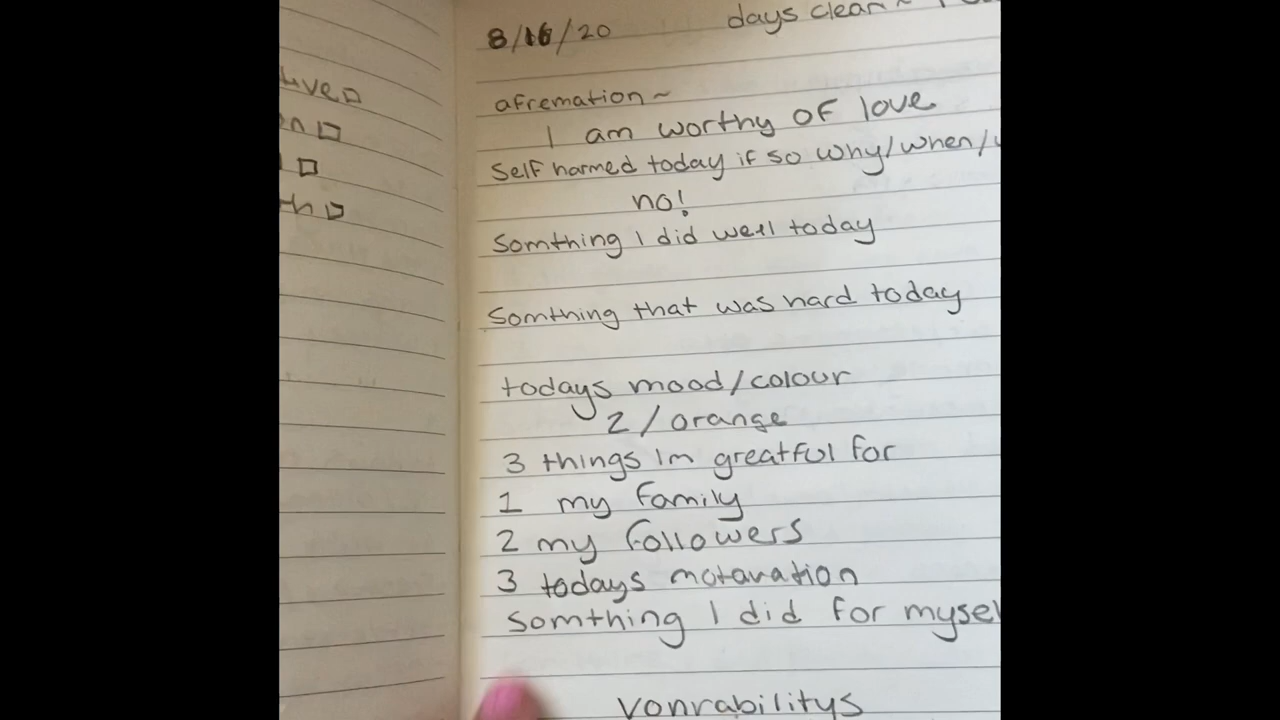 8/16/20
days clean ~
afremation ~
I am worthy of love
Self harmed today if so why/when/
no!
Somthing I did well today
Somthing that was hard today
todays mood/colour
2/orange
3 things im greatful for
1 my family
2 my followers
3 todays motavation
Somthing I did for mysel
vonrabilitys